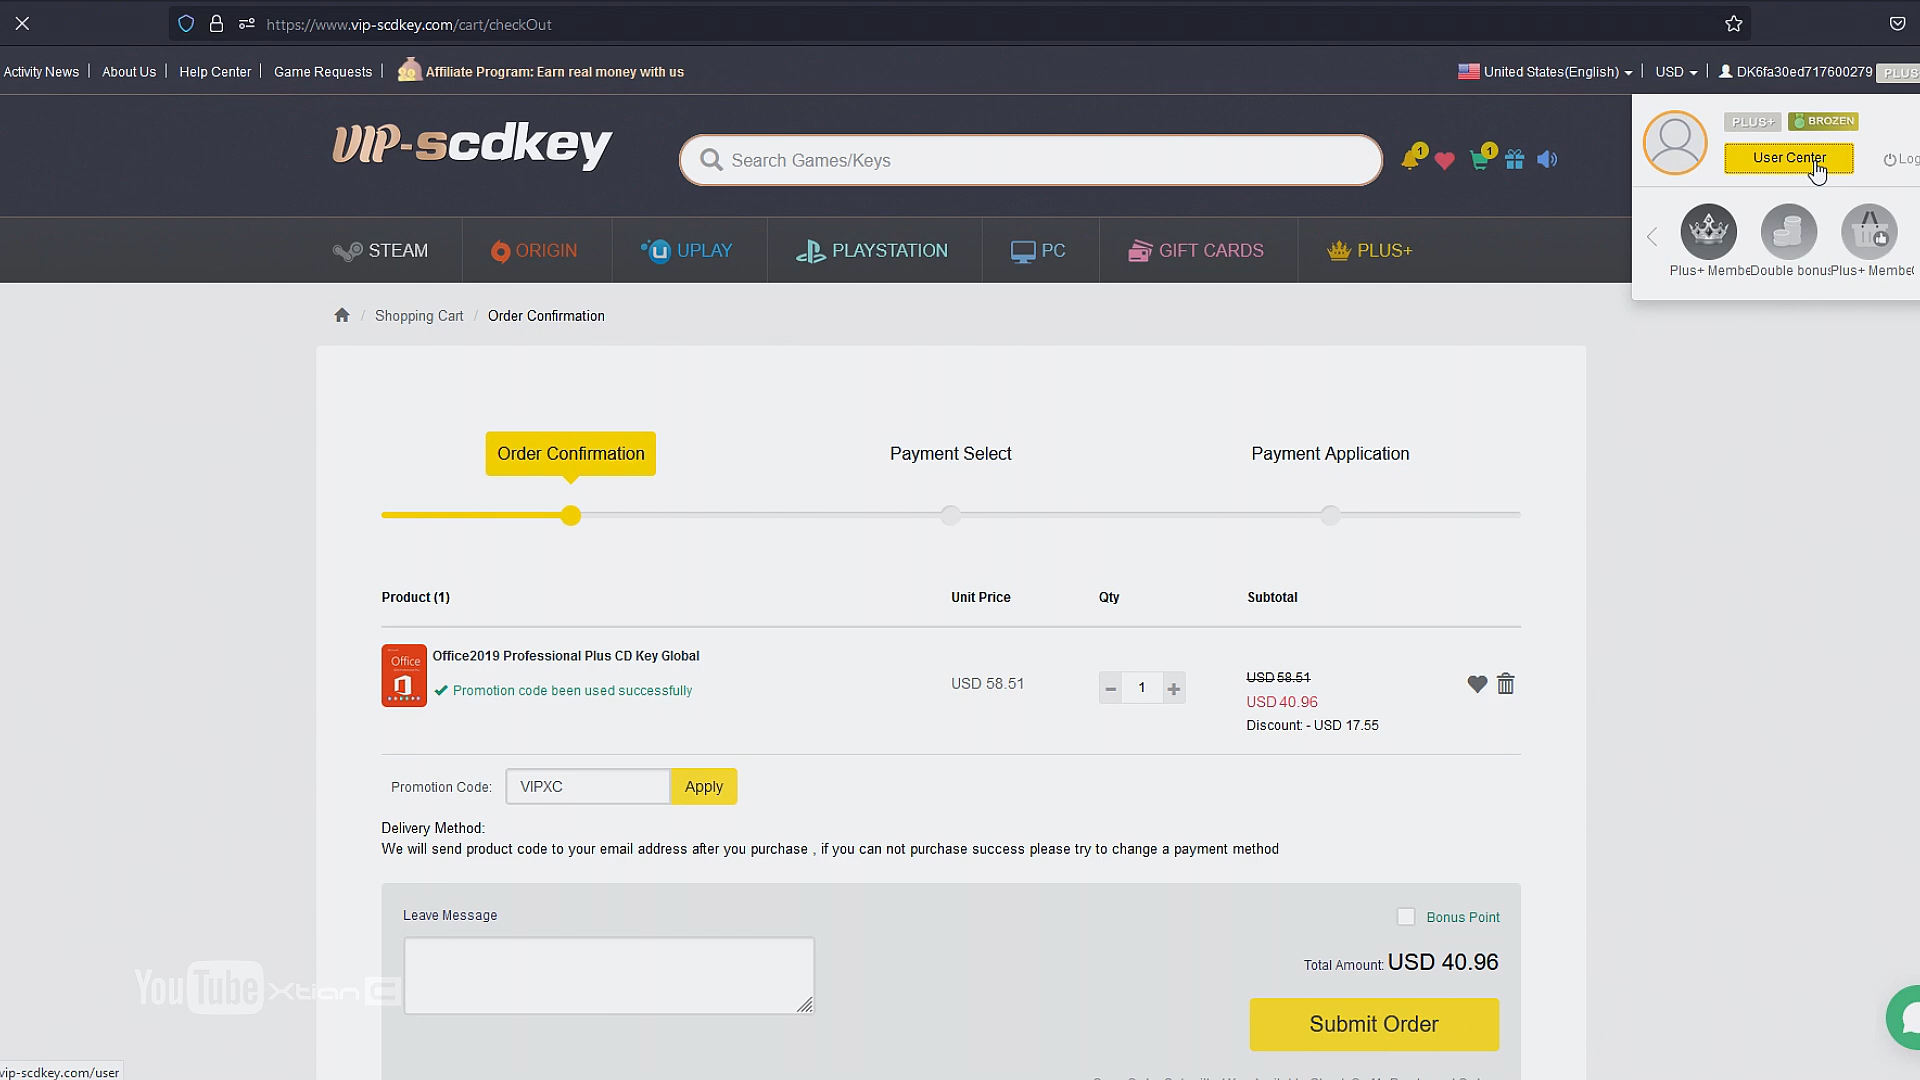 https://www.vip-scdkey.com/cart/checkOut
Activity News
About Us
Help Center
Game Requests
Affiliate Program: Earn real money with us
United States(English)
USD
DK6fa30ed717600279
PLUS
VIP-scdkey
Search Games/Keys
1
1
PLUS+
BROZEN
User Center
Log
Plus+ Membe
Double bonus
Plus+ Membe
STEAM
ORIGIN
UPLAY
PLAYSTATION
PC
GIFT CARDS
PLUS+
/ Shopping Cart / Order Confirmation
Order Confirmation
Payment Select
Payment Application
Product (1)
Unit Price
Qty
Subtotal
Office
Office2019 Professional Plus CD Key Global
Promotion code been used successfully
USD 58.51
1
USD 58.51
USD 40.96
Discount: - USD 17.55
Promotion Code:
VIPXC
Apply
Delivery Method:
We will send product code to your email address after you purchase , if you can not purchase success please try to change a payment method
Leave Message
Bonus Point
Total Amount: USD 40.96
Submit Order
YouTube Xtian C
vip-scdkey.com/user